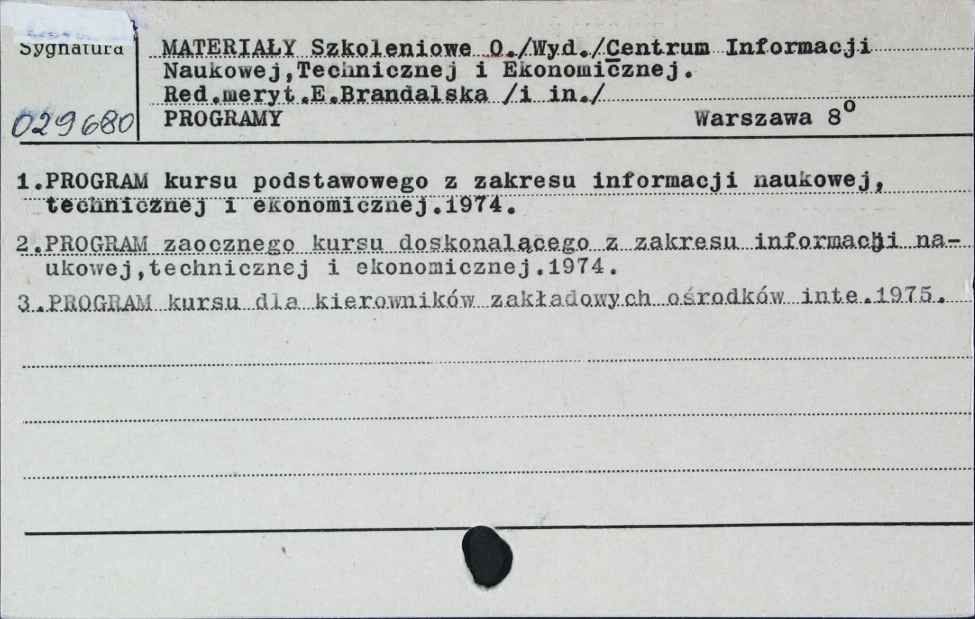 Sygnatura
MATERIAŁY Szkoleniowe O./Wyd./Centrum Informacji
Naukowej,Technicznej i Ekonomicznej.
Red.meryt.E.Brandalska /i in./
029680 PROGRAMY Warszawa 8°
1.PROGRAM kursu podstawowego z zakresu informacji naukowej,
technicznej i ekonomicznej.1974.
2.PROGRAM zaocznego kursu doskonalącego z zakresu informacji na-
ukowej,technicznej i ekonomicznej.1974.
3.PROGRAM kursu dla kierowników zakładowych ośrodków inte.1975.